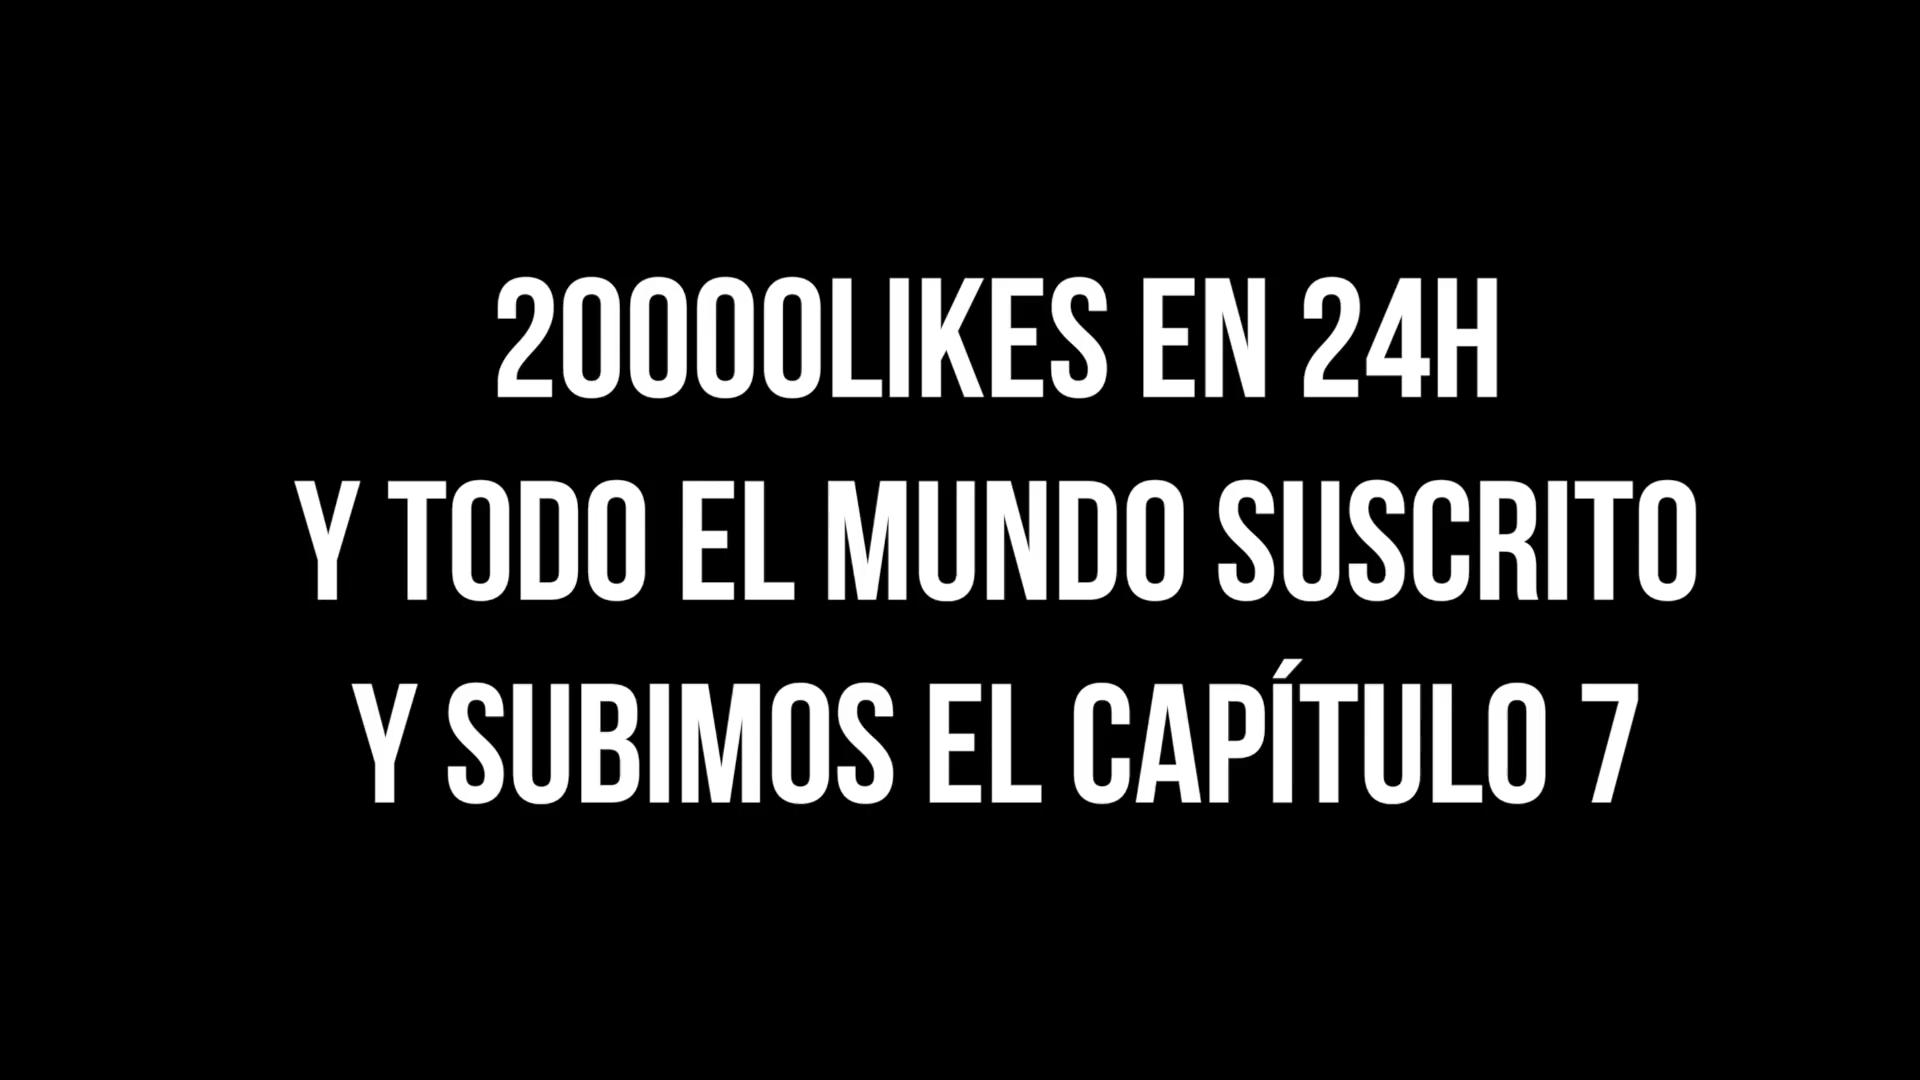 20000LIKES EN 24H
Y TODO EL MUNDO SUSCRITO
Y SUBIMOS EL CAPÍTULO 7